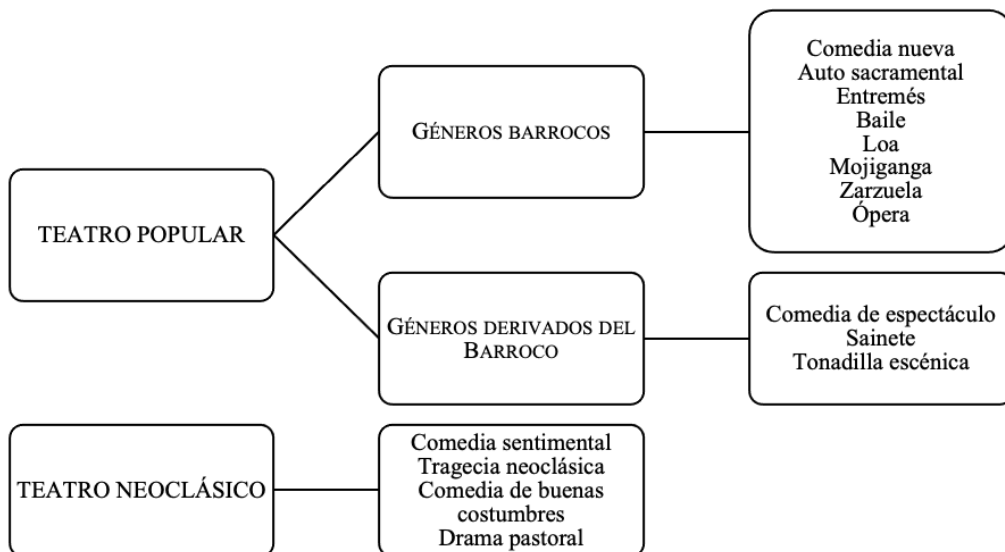 TEATRO POPULAR
GÉNEROS BARROCOS
Comedia nueva
Auto sacramental
Entremés
Baile
Loa
Mojiganga
Zarzuela
Ópera
GÉNEROS DERIVADOS DEL
BARROCO
Comedia de espectáculo
Sainete
Tonadilla escénica
TEATRO NEOCLÁSICO
Comedia sentimental
Tragecia neoclásica
Comedia de buenas
costumbres
Drama pastoral